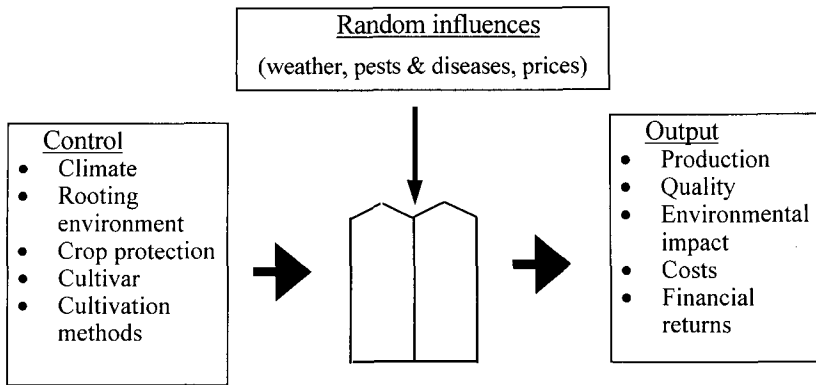 Random influences
(weather, pests & diseases, prices)
Control
• Climate
• Rooting
environment
• Crop protection
• Cultivar
• Cultivation
methods
Output
• Production
• Quality
• Environmental
impact
• Costs
• Financial
returns